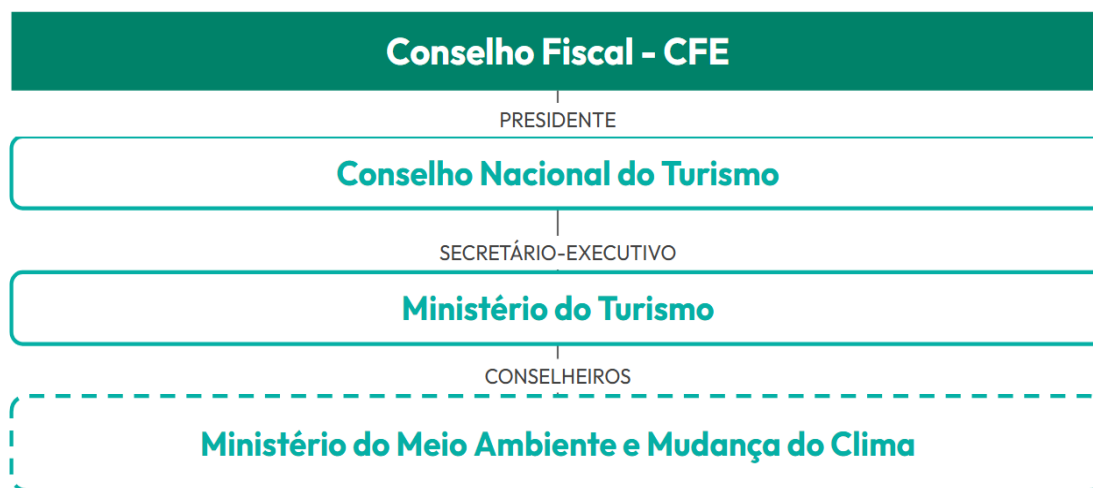 Conselho Fiscal - CFE
PRESIDENTE
Conselho Nacional do Turismo
SECRETÁRIO-EXECUTIVO
Ministério do Turismo
CONSELHEIROS
Ministério do Meio Ambiente e Mudança do Clima